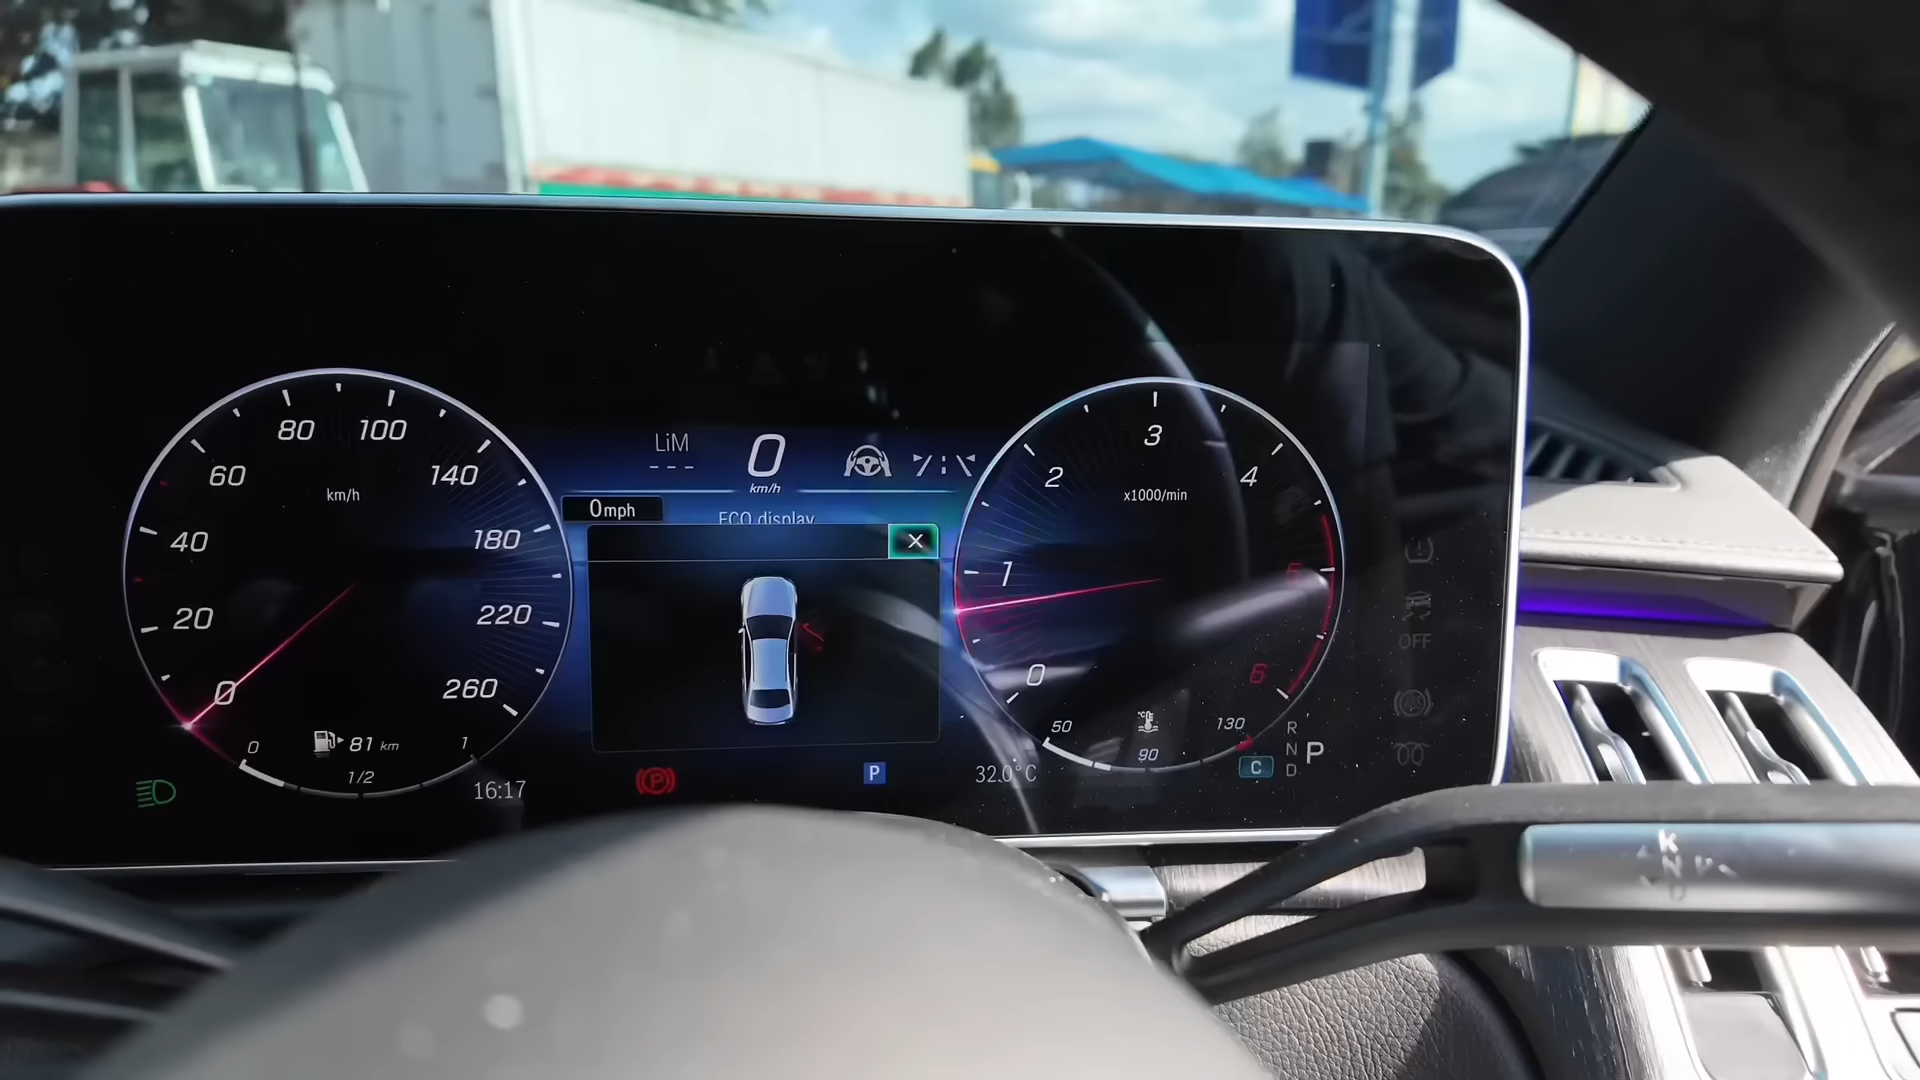 80 100
60 140
km/h
40 180
20 220
0 260
81 km
0 1
1/2
16:17
LiM
---
0
km/h
0mph
ECO display
X
P
P
32.0°C
3
2 4
x1000/min
1 5
0 6
50 130
90
C
R
N
D
P
OFF
ABS
R
N
D
P